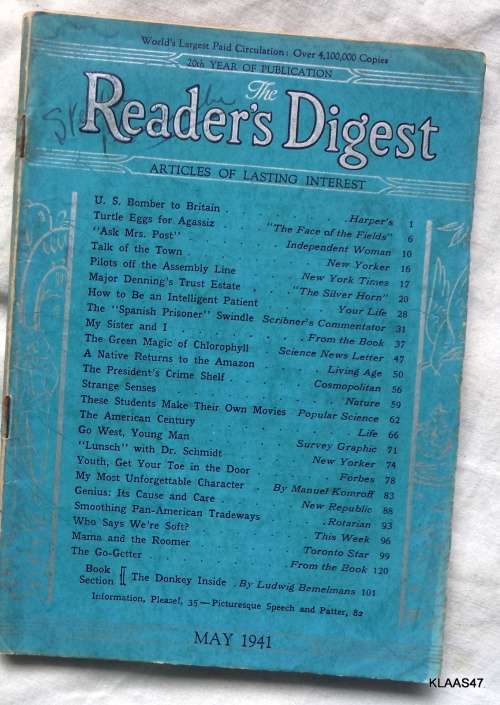 World's Largest Paid Circulation: Over 4,100,000 Copies
20th YEAR OF PUBLICATION
The
Reader's Digest
ARTICLES OF LASTING INTEREST
U. S. Bomber to Britain . Harper's 1
Turtle Eggs for Agassiz "The Face of the Fields" 6
"Ask Mrs. Post" . Independent Woman 10
Talk of the Town . New Yorker 16
Pilots off the Assembly Line . New York Times 17
Major Denning's Trust Estate . "The Silver Horn" 20
How to Be an Intelligent Patient . Your Life 28
The "Spanish Prisoner" Swindle Scribner's Commentator 31
My Sister and I . From the Book 37
The Green Magic of Chlorophyll Science News Letter 47
A Native Returns to the Amazon . Living Age 50
The President's Crime Shelf . Cosmopolitan 56
Strange Senses . Nature 59
These Students Make Their Own Movies Popular Science 62
The American Century . Life 66
Go West, Young Man . Survey Graphic 71
"Lunsch" with Dr. Schmidt . New Yorker 74
Youth, Get Your Toe in the Door . Forbes 78
My Most Unforgettable Character . By Manuel Komroff 83
Genius: Its Cause and Care . New Republic 88
Smoothing Pan-American Tradeways . Rotarian 93
Who Says We're Soft? . This Week 96
Mama and the Roomer . Toronto Star 99
The Go-Getter . From the Book 120
Book Section [ The Donkey Inside . By Ludwig Bemelmans 101
Information, Please!, 35 — Picturesque Speech and Patter, 82
MAY 1941
KLAAS47